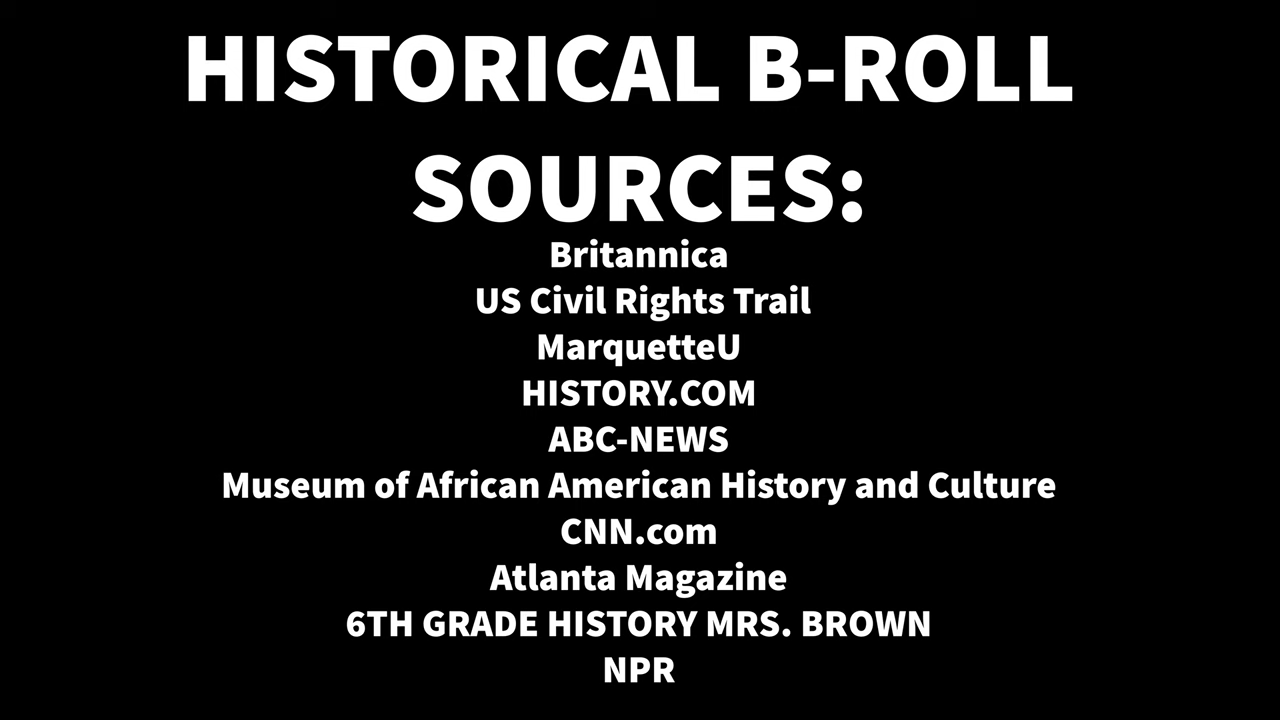 HISTORICAL B-ROLL
SOURCES:
Britannica
US Civil Rights Trail
MarquetteU
HISTORY.COM
ABC-NEWS
Museum of African American History and Culture
CNN.com
Atlanta Magazine
6TH GRADE HISTORY MRS. BROWN
NPR